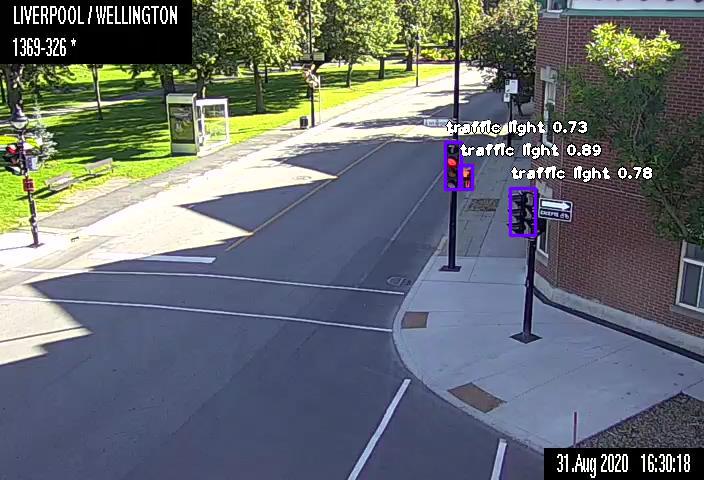 LIVERPOOL / WELLINGTON
1369-326 *
traffic light 0.73
traffic light 0.89
traffic light 0.78
EXCEPTÉ
31.Aug 2020 16:30:18